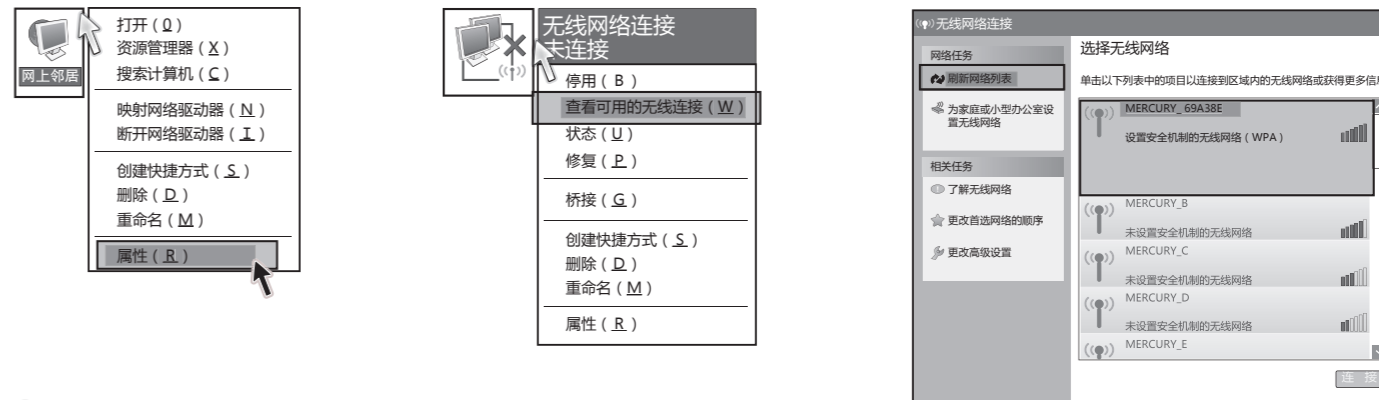 网上邻居
打开（O）
资源管理器（X）
搜索计算机（C）
映射网络驱动器（N）
断开网络驱动器（I）
创建快捷方式（S）
删除（D）
重命名（M）
属性（R）
无线网络连接
未连接
停用（B）
查看可用的无线连接（W）
状态（U）
修复（P）
桥接（G）
创建快捷方式（S）
删除（D）
重命名（M）
属性（R）
无线网络连接
网络任务
刷新网络列表
为家庭或小型办公室设
置无线网络
相关任务
了解无线网络
更改首选网络的顺序
更改高级设置
选择无线网络
单击以下列表中的项目以连接到区域内的无线网络或获得更多信息
MERCURY_ 69A38E
设置安全机制的无线网络（WPA）
MERCURY_B
未设置安全机制的无线网络
MERCURY_C
未设置安全机制的无线网络
MERCURY_D
未设置安全机制的无线网络
MERCURY_E
连 接